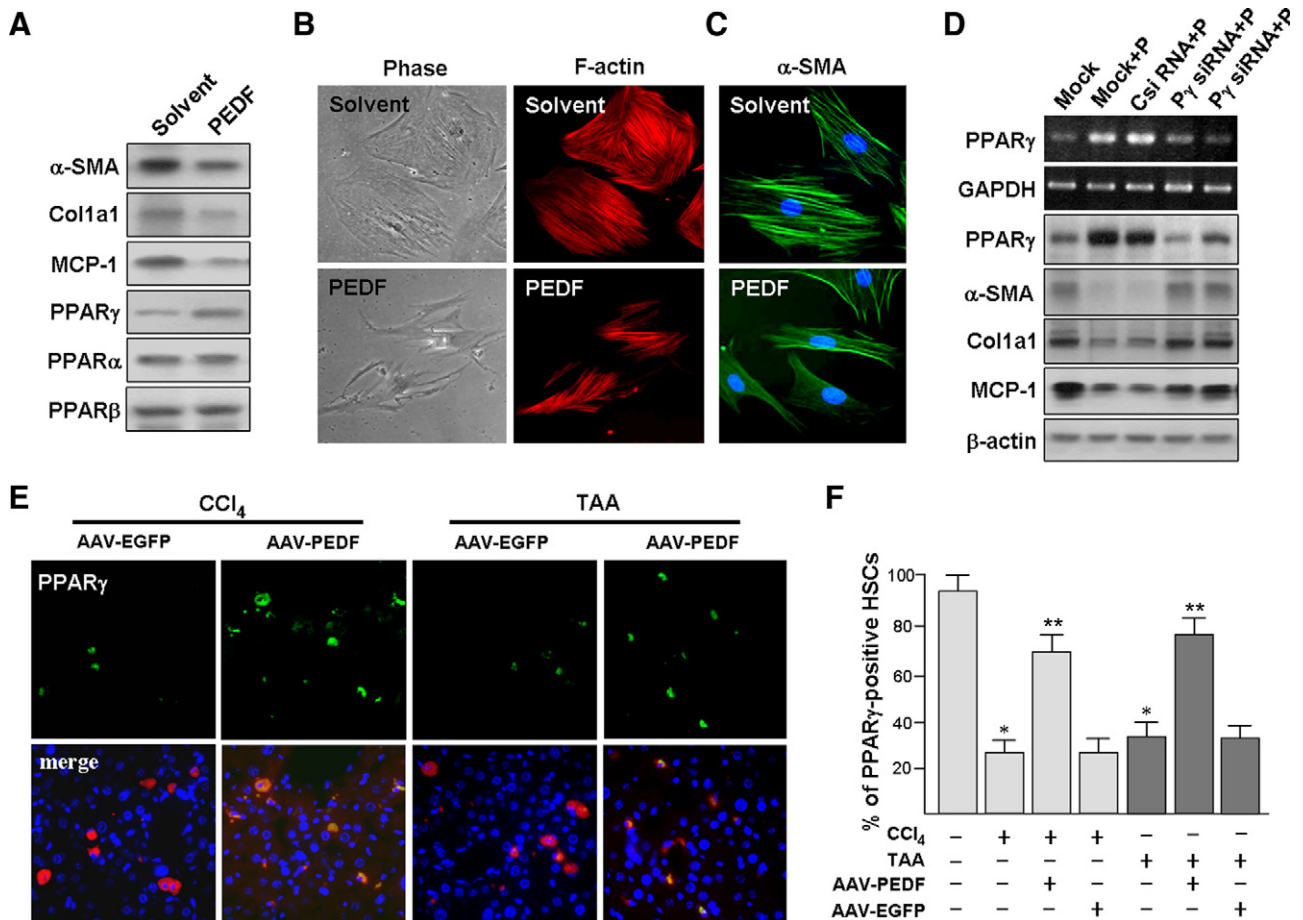 A
Solvent PEDF
α-SMA
Col1a1
MCP-1
PPARγ
PPARα
PPARβ
B
Phase F-actin
Solvent Solvent
PEDF PEDF
C
α-SMA
Solvent
PEDF
D
Mock Mock+P Csi RNA+P Pγ siRNA+P Pγ siRNA+P
PPARγ
GAPDH
PPARγ
α-SMA
Col1a1
MCP-1
β-actin
E
CCl4 TAA
AAV-EGFP AAV-PEDF AAV-EGFP AAV-PEDF
PPARγ
merge
F
% of PPARγ-positive HSCs
100
80
60
40
20
* ** * **
CCl4 – + + + – – –
TAA – – – – + + +
AAV-PEDF – – + – – + –
AAV-EGFP – – – + – – +